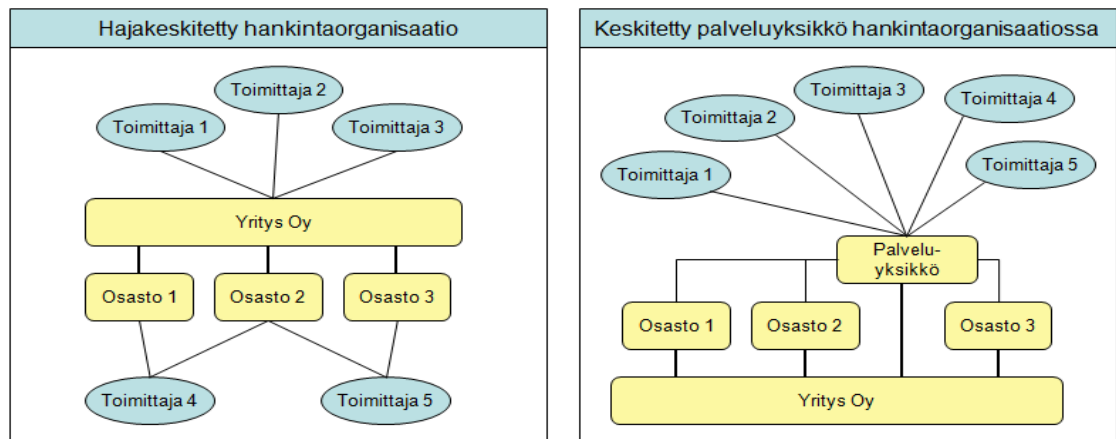 Hajakeskitetty hankintaorganisaatio
Toimittaja 2
Toimittaja 1
Toimittaja 3
Yritys Oy
Osasto 1
Osasto 2
Osasto 3
Toimittaja 4
Toimittaja 5
Keskitetty palveluyksikkö hankintaorganisaatiossa
Toimittaja 3
Toimittaja 4
Toimittaja 2
Toimittaja 5
Toimittaja 1
Palvelu-
yksikkö
Osasto 1
Osasto 2
Osasto 3
Yritys Oy